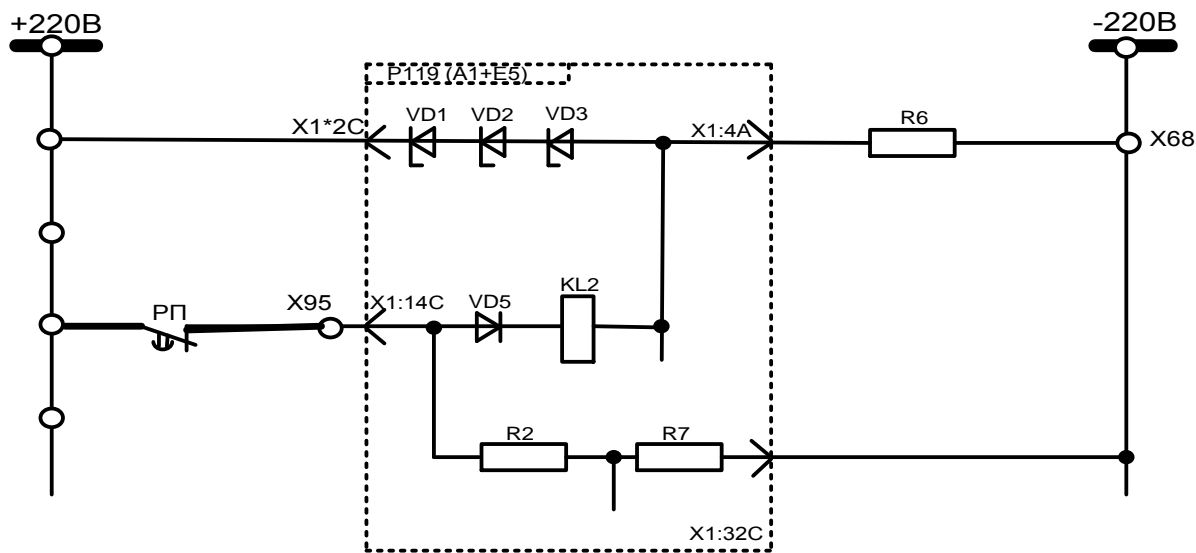 +220В
-220В
Р119 (А1+Е5)
VD1 VD2 VD3
X1*2C
X1:4A
R6
X68
KL2
РП
X95
X1:14C
VD5
R2
R7
X1:32C